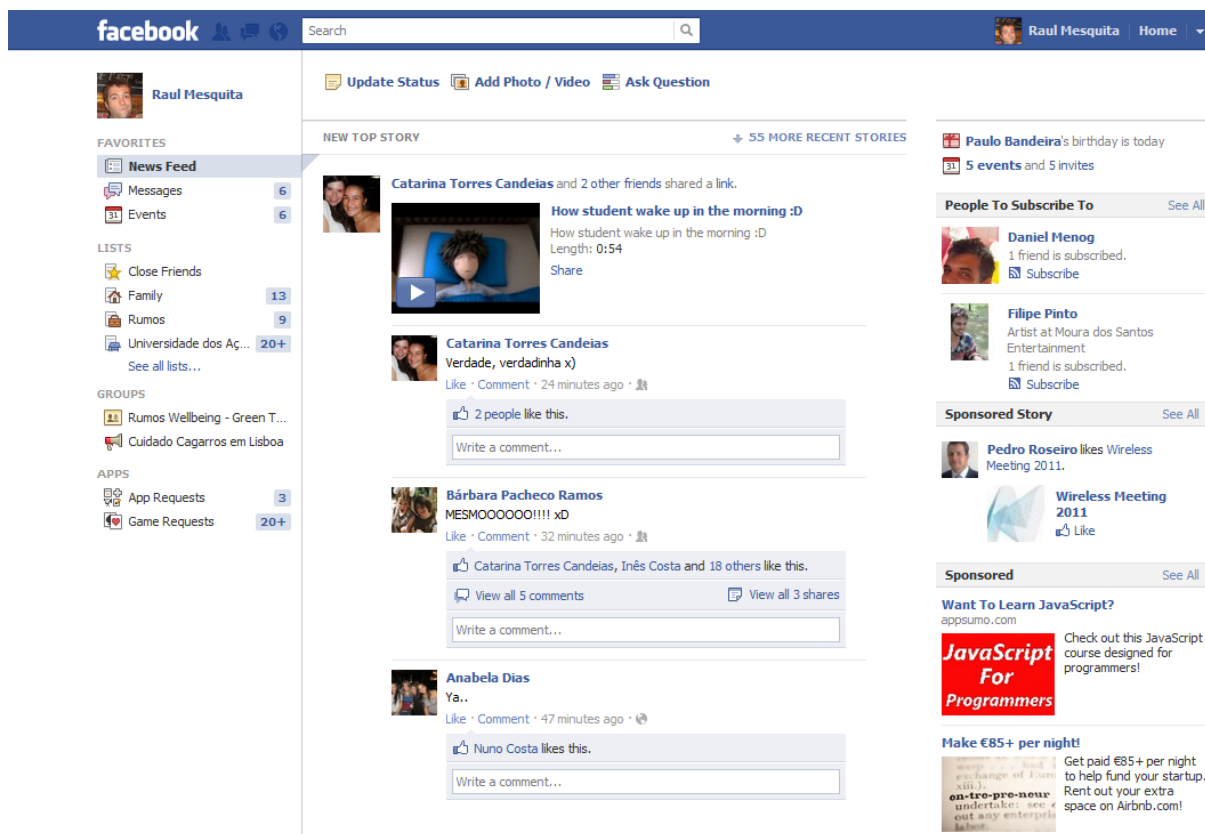 facebook
Search
Raul Mesquita
Home
Raul Mesquita
FAVORITES
News Feed
Messages 6
Events 6
LISTS
Close Friends
Family 13
Rumos 9
Universidade dos Aç... 20+
See all lists...
GROUPS
Rumos Wellbeing - Green T...
Cuidado Cagarros em Lisboa
APPS
App Requests 3
Game Requests 20+
Update Status Add Photo / Video Ask Question
NEW TOP STORY 55 MORE RECENT STORIES
Catarina Torres Candeias and 2 other friends shared a link.
How student wake up in the morning :D
How student wake up in the morning :D
Length: 0:54
Share
Catarina Torres Candeias
Verdade, verdadinha x)
Like · Comment · 24 minutes ago ·
2 people like this.
Write a comment...
Bárbara Pacheco Ramos
MESMOOOOOO!!!! xD
Like · Comment · 32 minutes ago ·
Catarina Torres Candeias, Inês Costa and 18 others like this.
View all 5 comments View all 3 shares
Write a comment...
Anabela Dias
Ya..
Like · Comment · 47 minutes ago ·
Nuno Costa likes this.
Write a comment...
Paulo Bandeira's birthday is today
31 5 events and 5 invites
People To Subscribe To See All
Daniel Menog
1 friend is subscribed.
Subscribe
Filipe Pinto
Artist at Moura dos Santos
Entertainment
1 friend is subscribed.
Subscribe
Sponsored Story See All
Pedro Roseiro likes Wireless
Meeting 2011.
Wireless Meeting
2011
Like
Sponsored See All
Want To Learn JavaScript?
appsumo.com
JavaScript
For
Programmers
Check out this JavaScript
course designed for
programmers!
Make €85+ per night!
exchange of Euro
xiii.).
on-tre-pre-neur
undertake: see
out any enterpris
labor.
Get paid €85+ per night
to help fund your startup.
Rent out your extra
space on Airbnb.com!